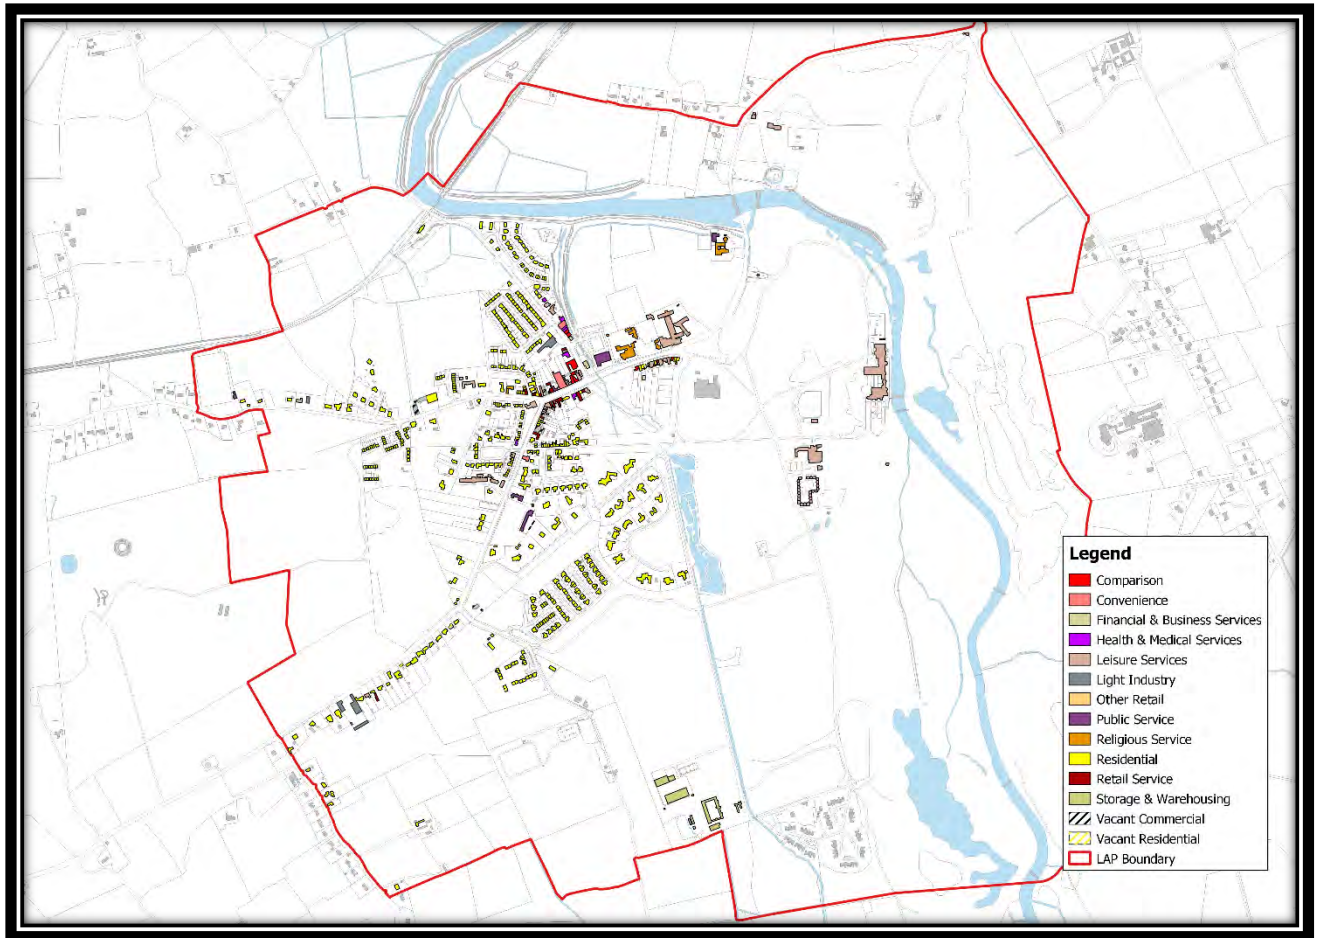 Legend
Comparison
Convenience
Financial & Business Services
Health & Medical Services
Leisure Services
Light Industry
Other Retail
Public Service
Religious Service
Residential
Retail Service
Storage & Warehousing
Vacant Commercial
Vacant Residential
LAP Boundary